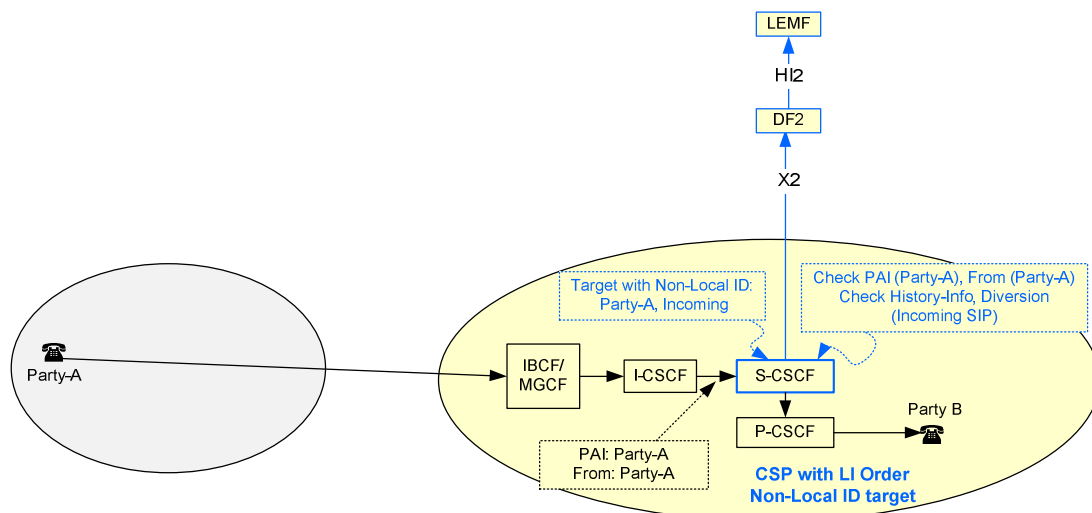 LEMF
HI2
DF2
X2
Target with Non-Local ID:
Party-A, Incoming
Check PAI (Party-A), From (Party-A)
Check History-Info, Diversion
(Incoming SIP)
Party-A
IBCF/
MGCF
I-CSCF
S-CSCF
P-CSCF
Party B
PAI: Party-A
From: Party-A
CSP with LI Order
Non-Local ID target